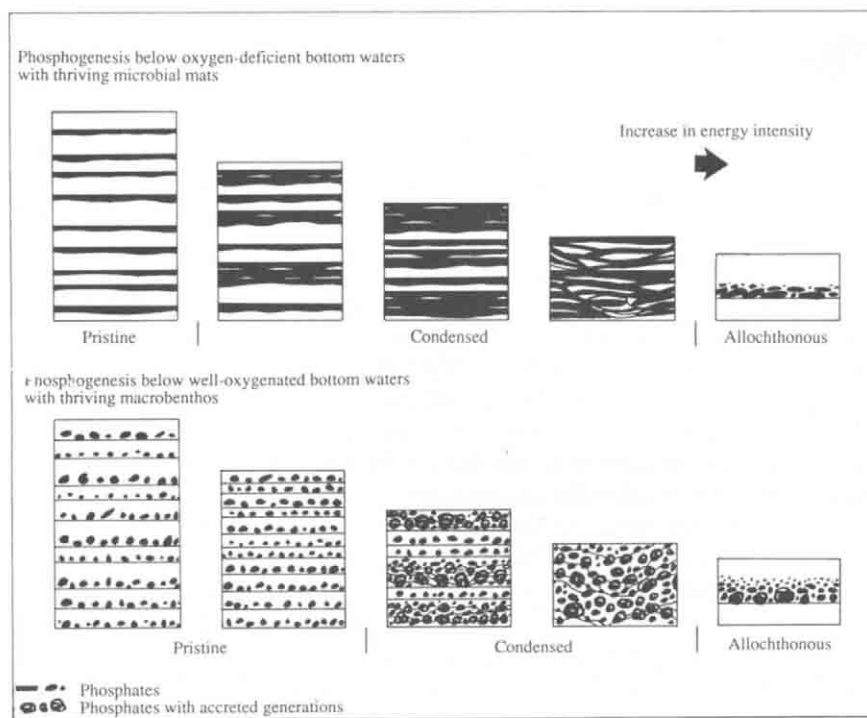 Phosphogenesis below oxygen-deficient bottom waters
with thriving microbial mats
Increase in energy intensity
Pristine
Condensed
Allochthonous
Phosphogenesis below well-oxygenated bottom waters
with thriving macrobenthos
Pristine
Condensed
Allochthonous
Phosphates
Phosphates with accreted generations